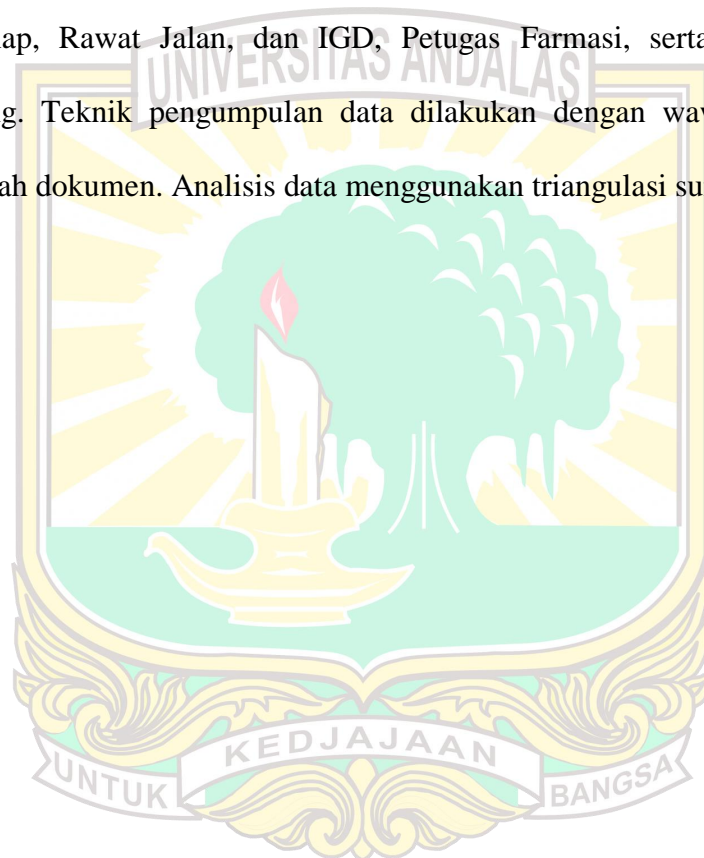 ap, Rawat Jalan, dan IGD, Petugas Farmasi, serta
UNIVERSITAS ANDALAS
g. Teknik pengumpulan data dilakukan dengan wav
ah dokumen. Analisis data menggunakan triangulasi su
UNTUK KEDJAJAAN BANGSA